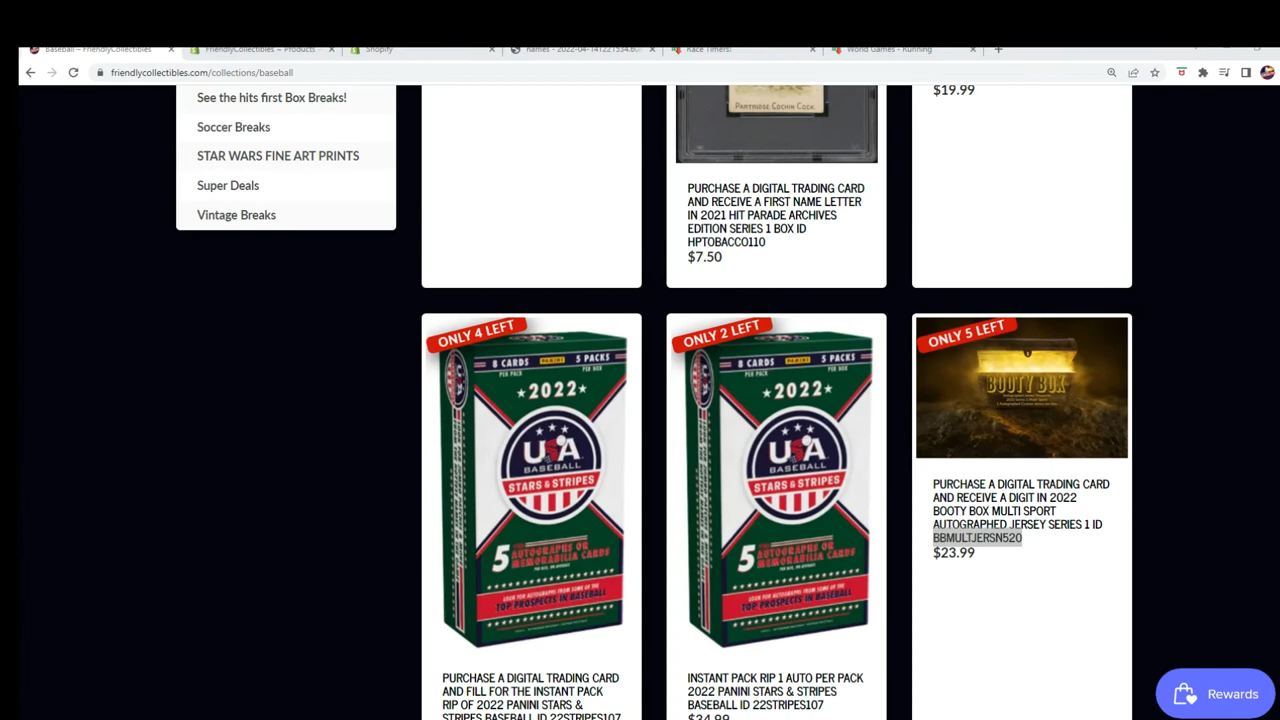 Baseball – FriendlyCollectibles
FriendlyCollectibles ~ Products
Shopify
Race Timers!
World Games - Running
friendlycollectibles.com/collections/baseball
See the hits first Box Breaks!
Soccer Breaks
STAR WARS FINE ART PRINTS
Super Deals
Vintage Breaks
PARTRIDGE COCHIN COCK
PURCHASE A DIGITAL TRADING CARD
AND RECEIVE A FIRST NAME LETTER
IN 2021 HIT PARADE ARCHIVES
EDITION SERIES 1 BOX ID
HPTOBACCO110
$7.50
$19.99
ONLY 4 LEFT
8 CARDS
PER PACK
PANINI
5 PACKS
PER BOX
2022
USA
BASEBALL
STARS & STRIPES
5
AUTOGRAPHS OR
MEMORABILIA CARDS
LOOK FOR AUTOGRAPHS FROM SOME OF THE
TOP PROSPECTS IN BASEBALL
PURCHASE A DIGITAL TRADING CARD
AND FILL FOR THE INSTANT PACK
RIP OF 2022 PANINI STARS &
STRIPES BASEBALL ID 22STRIPES107
ONLY 2 LEFT
8 CARDS
PER PACK
PANINI
5 PACKS
PER BOX
2022
USA
BASEBALL
STARS & STRIPES
5
AUTOGRAPHS OR
MEMORABILIA CARDS
LOOK FOR AUTOGRAPHS FROM SOME OF THE
TOP PROSPECTS IN BASEBALL
INSTANT PACK RIP 1 AUTO PER PACK
2022 PANINI STARS & STRIPES
BASEBALL ID 22STRIPES107
$34.99
ONLY 5 LEFT
BOOTY BOX
PURCHASE A DIGITAL TRADING CARD
AND RECEIVE A DIGIT IN 2022
BOOTY BOX MULTI SPORT
AUTOGRAPHED JERSEY SERIES 1 ID
BBMULTJERSN520
$23.99
Rewards